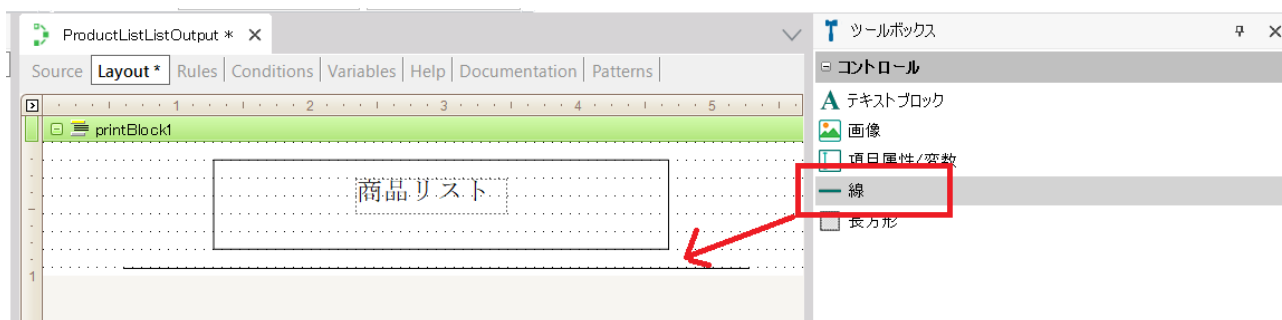 ProductListListOutput *
Source Layout * Rules Conditions Variables Help Documentation Patterns
1 2 3 4 5
printBlock1
商品リスト
1
ツールボックス
コントロール
テキストブロック
画像
項目属性/変数
線
長方形